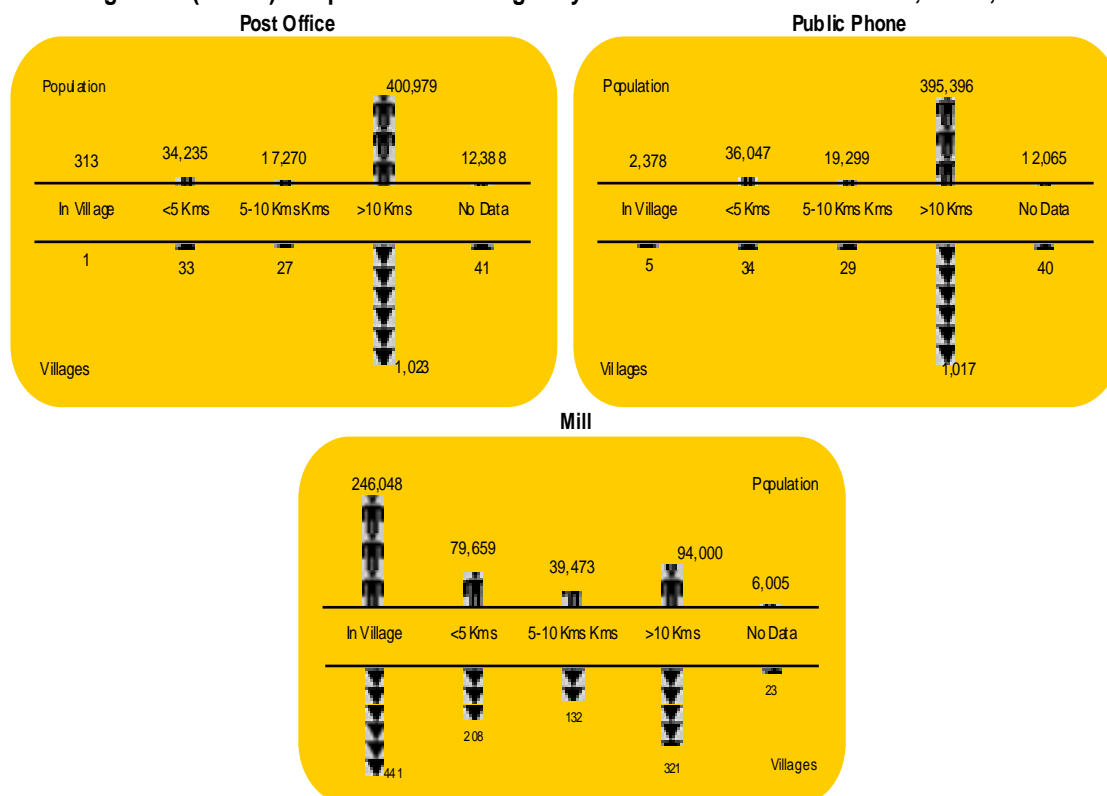 Post Office
Public Phone
Population
400,979
313
34,235
17,270
12,388
In Village
<5 Kms
5-10 Kms Kms
>10 Kms
No Data
1
33
27
41
Villages
1,023
Population
395,396
2,378
36,047
19,299
12,065
In Village
<5 Kms
5-10 Kms Kms
>10 Kms
No Data
5
34
29
40
Villages
1,017
Mill
246,048
Population
79,659
39,473
94,000
6,005
In Village
<5 Kms
5-10 Kms Kms
>10 Kms
No Data
441
208
132
321
23
Villages